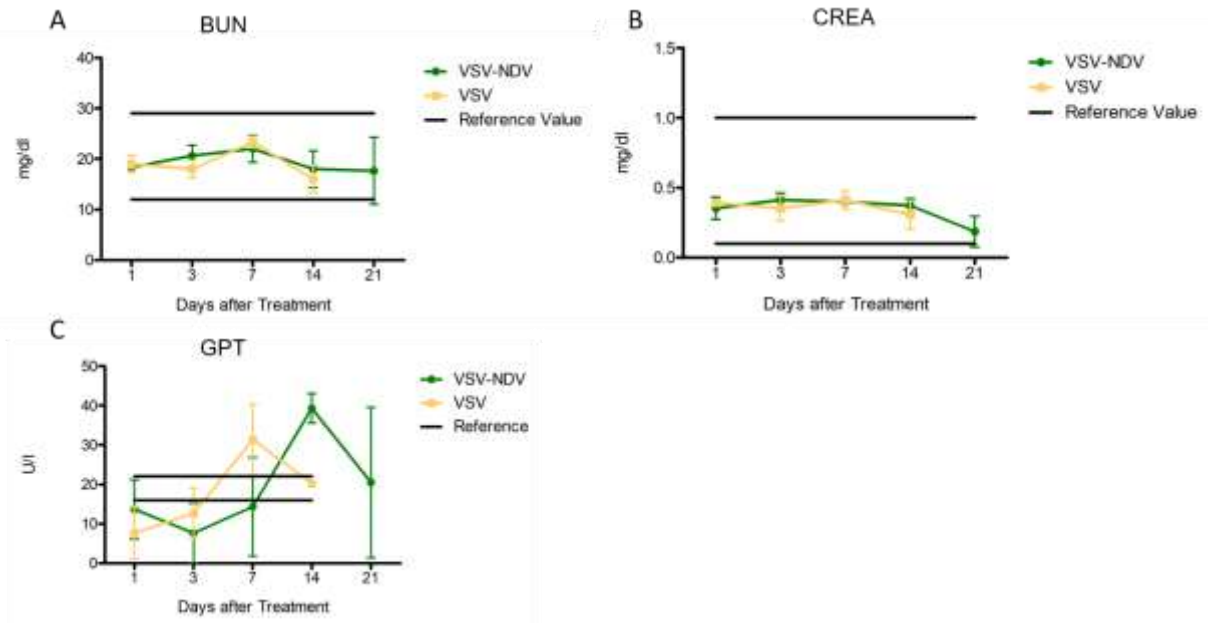 A
BUN
40
30
20
10
0
mg/dl
1 3 7 14 21
Days after Treatment
VSV-NDV
VSV
Reference Value
B
CREA
1.5
1.0
0.5
0.0
mg/dl
1 3 7 14 21
Days after Treatment
VSV-NDV
VSV
Reference Value
C
GPT
50
40
30
20
10
0
U/l
1 3 7 14 21
Days after Treatment
VSV-NDV
VSV
Reference